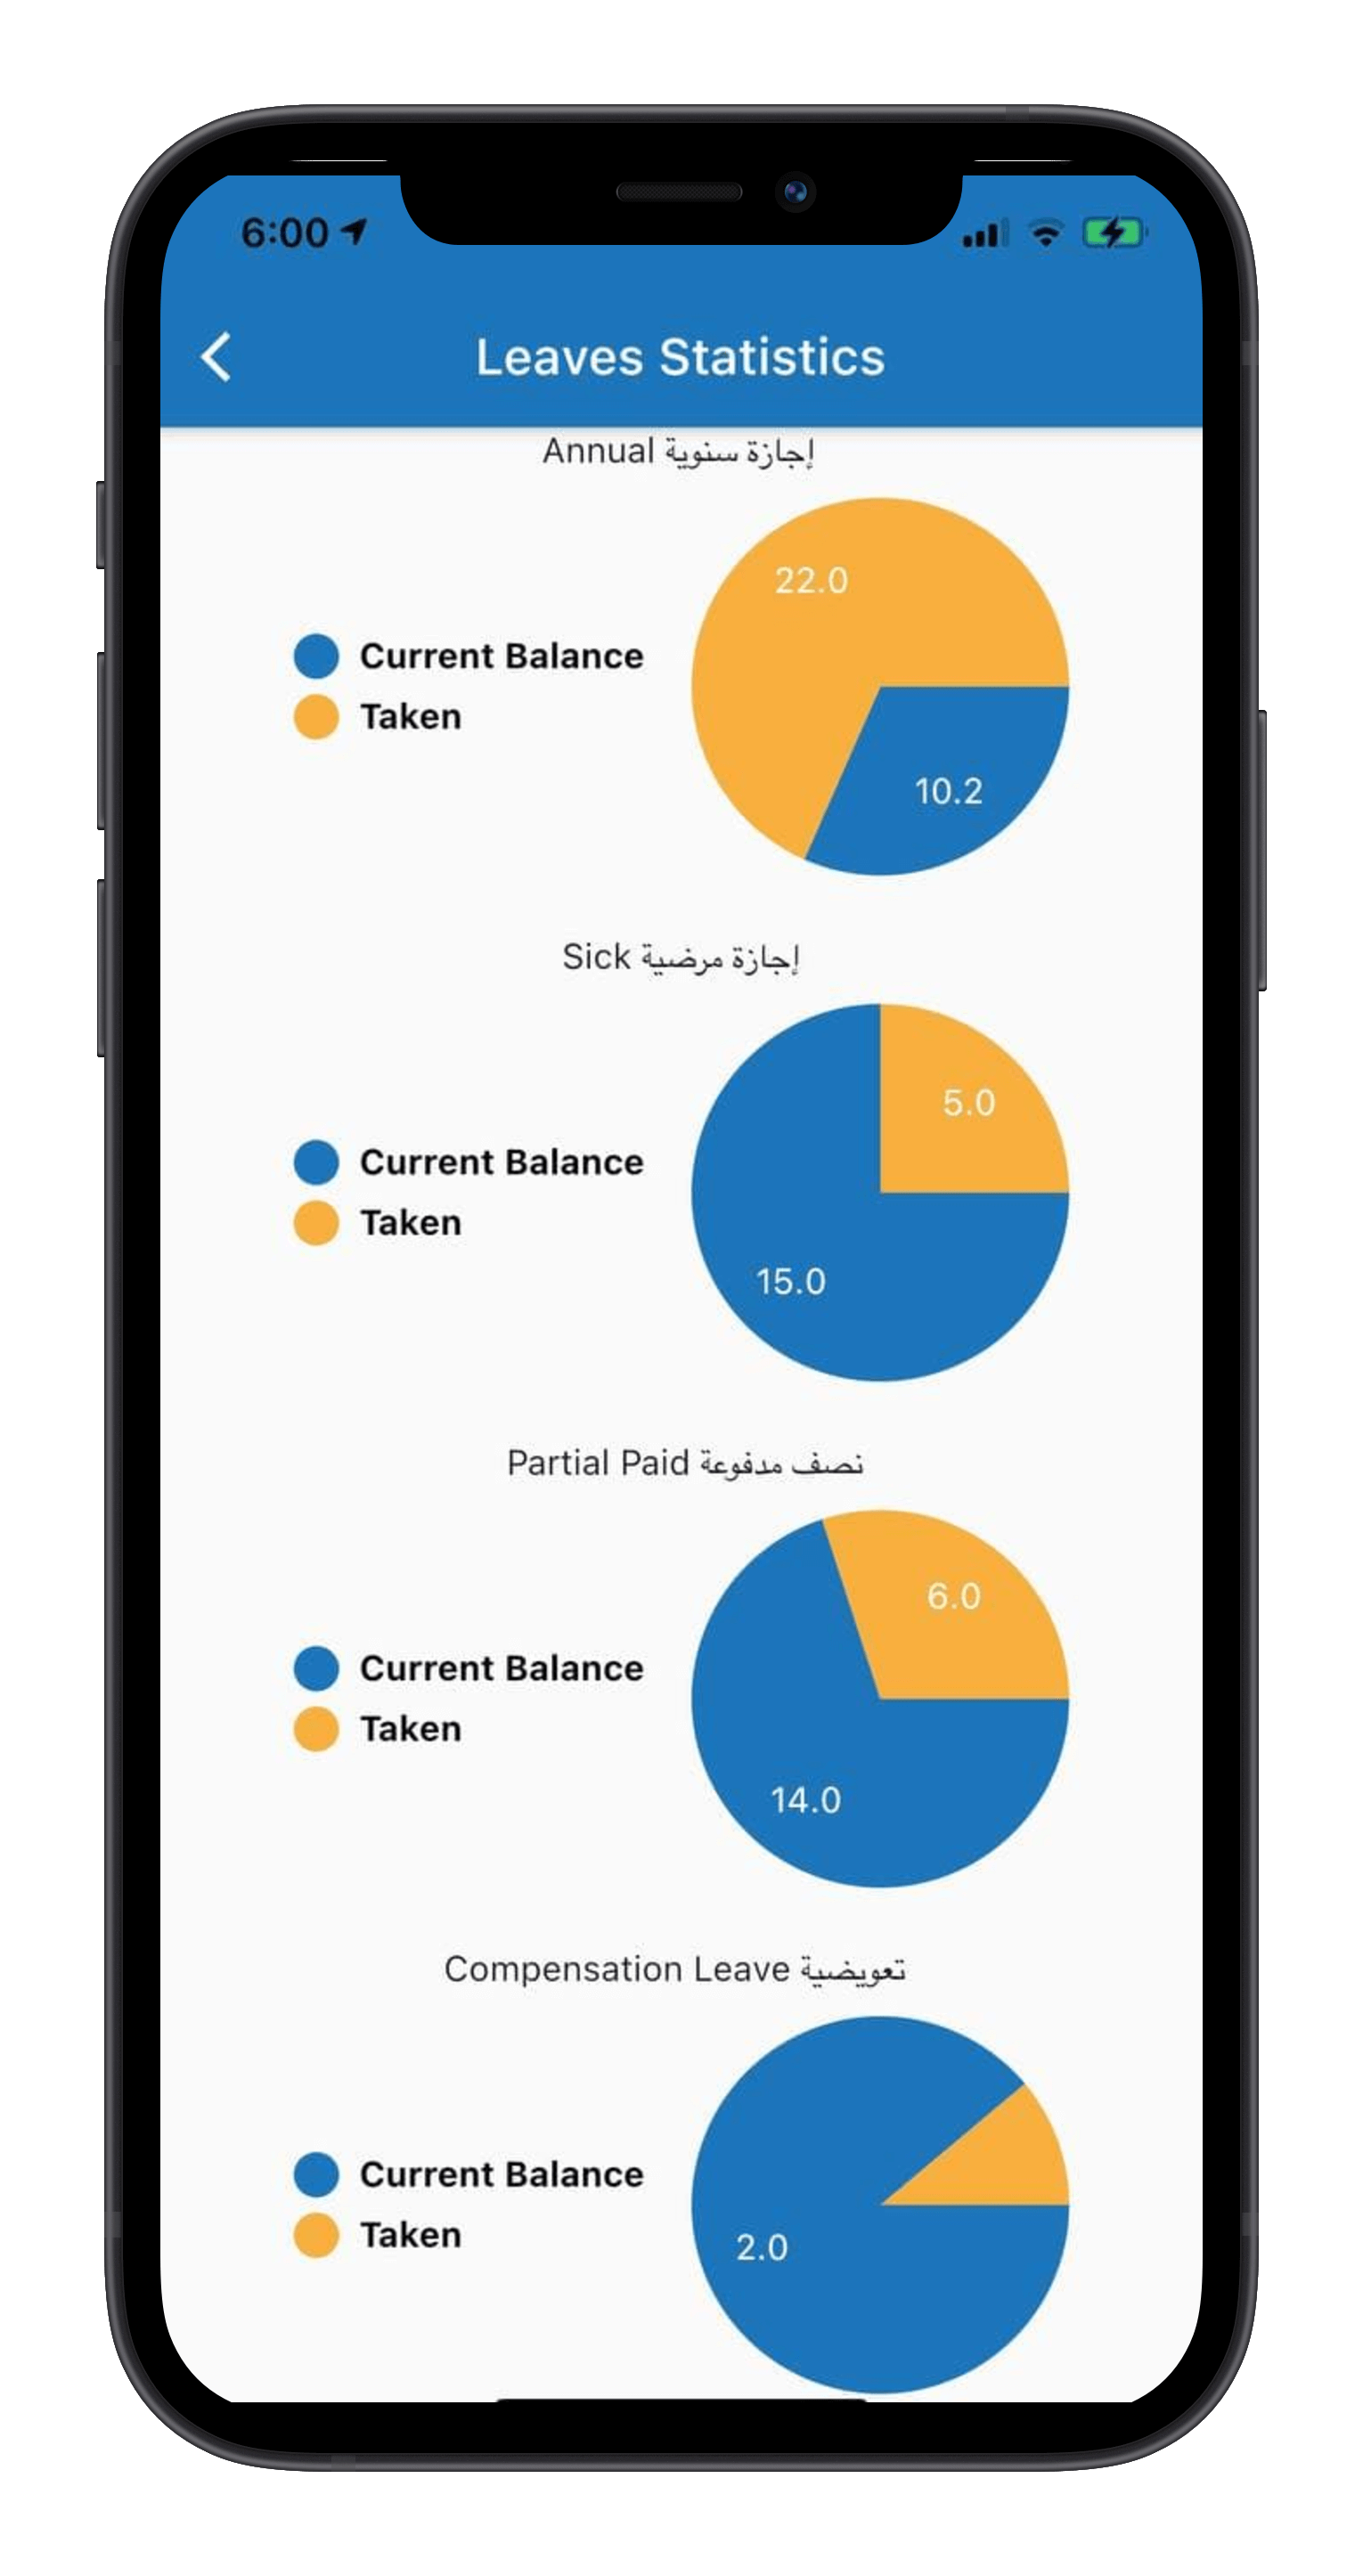 6:00
Leaves Statistics
Annual إجازة سنوية
22.0
Current Balance
Taken
10.2
Sick إجازة مرضية
5.0
Current Balance
Taken
15.0
Partial Paid نصف مدفوعة
6.0
Current Balance
Taken
14.0
Compensation Leave تعويضية
Current Balance
Taken
2.0